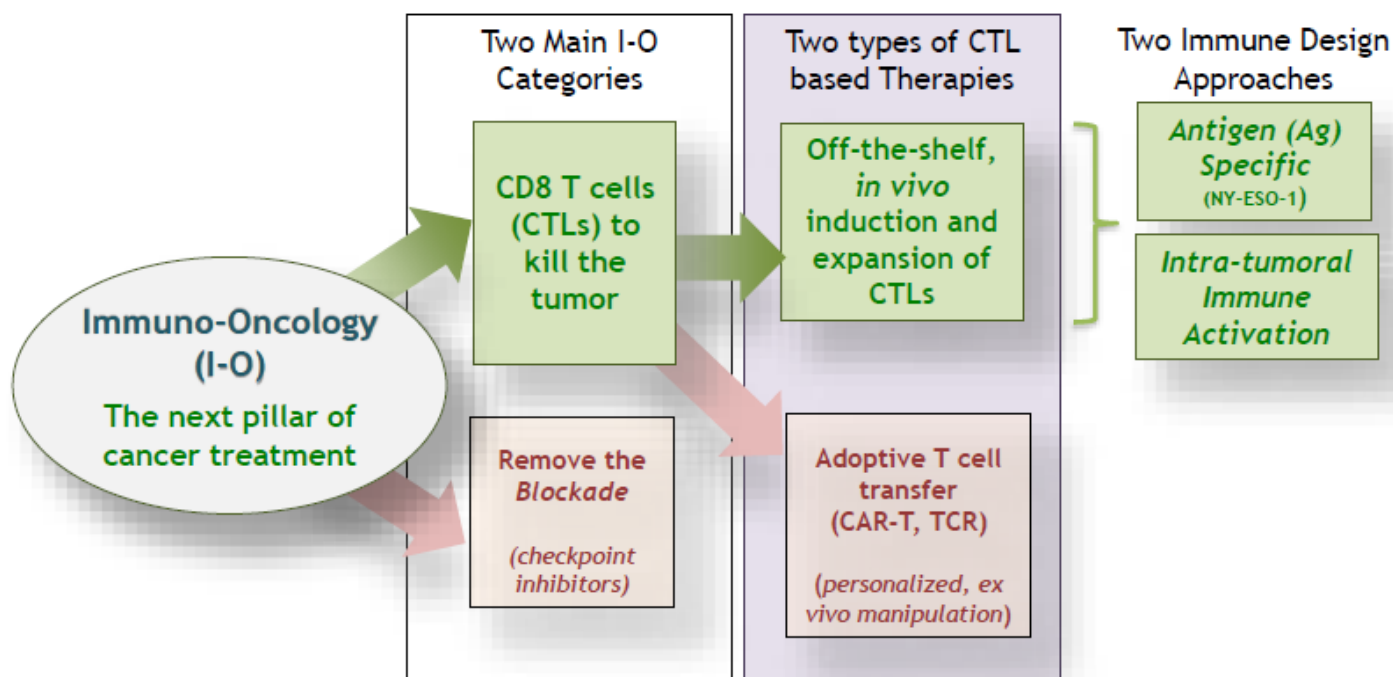 Two Main I-O
Categories
Two types of CTL
based Therapies
Two Immune Design
Approaches
Immuno-Oncology
(I-O)
The next pillar of
cancer treatment
CD8 T cells
(CTLs) to
kill the
tumor
Off-the-shelf,
in vivo
induction and
expansion of
CTLs
Antigen (Ag)
Specific
(NY-ESO-1)
Intra-tumoral
Immune
Activation
Remove the
Blockade
(checkpoint
inhibitors)
Adoptive T cell
transfer
(CAR-T, TCR)
(personalized, ex
vivo manipulation)